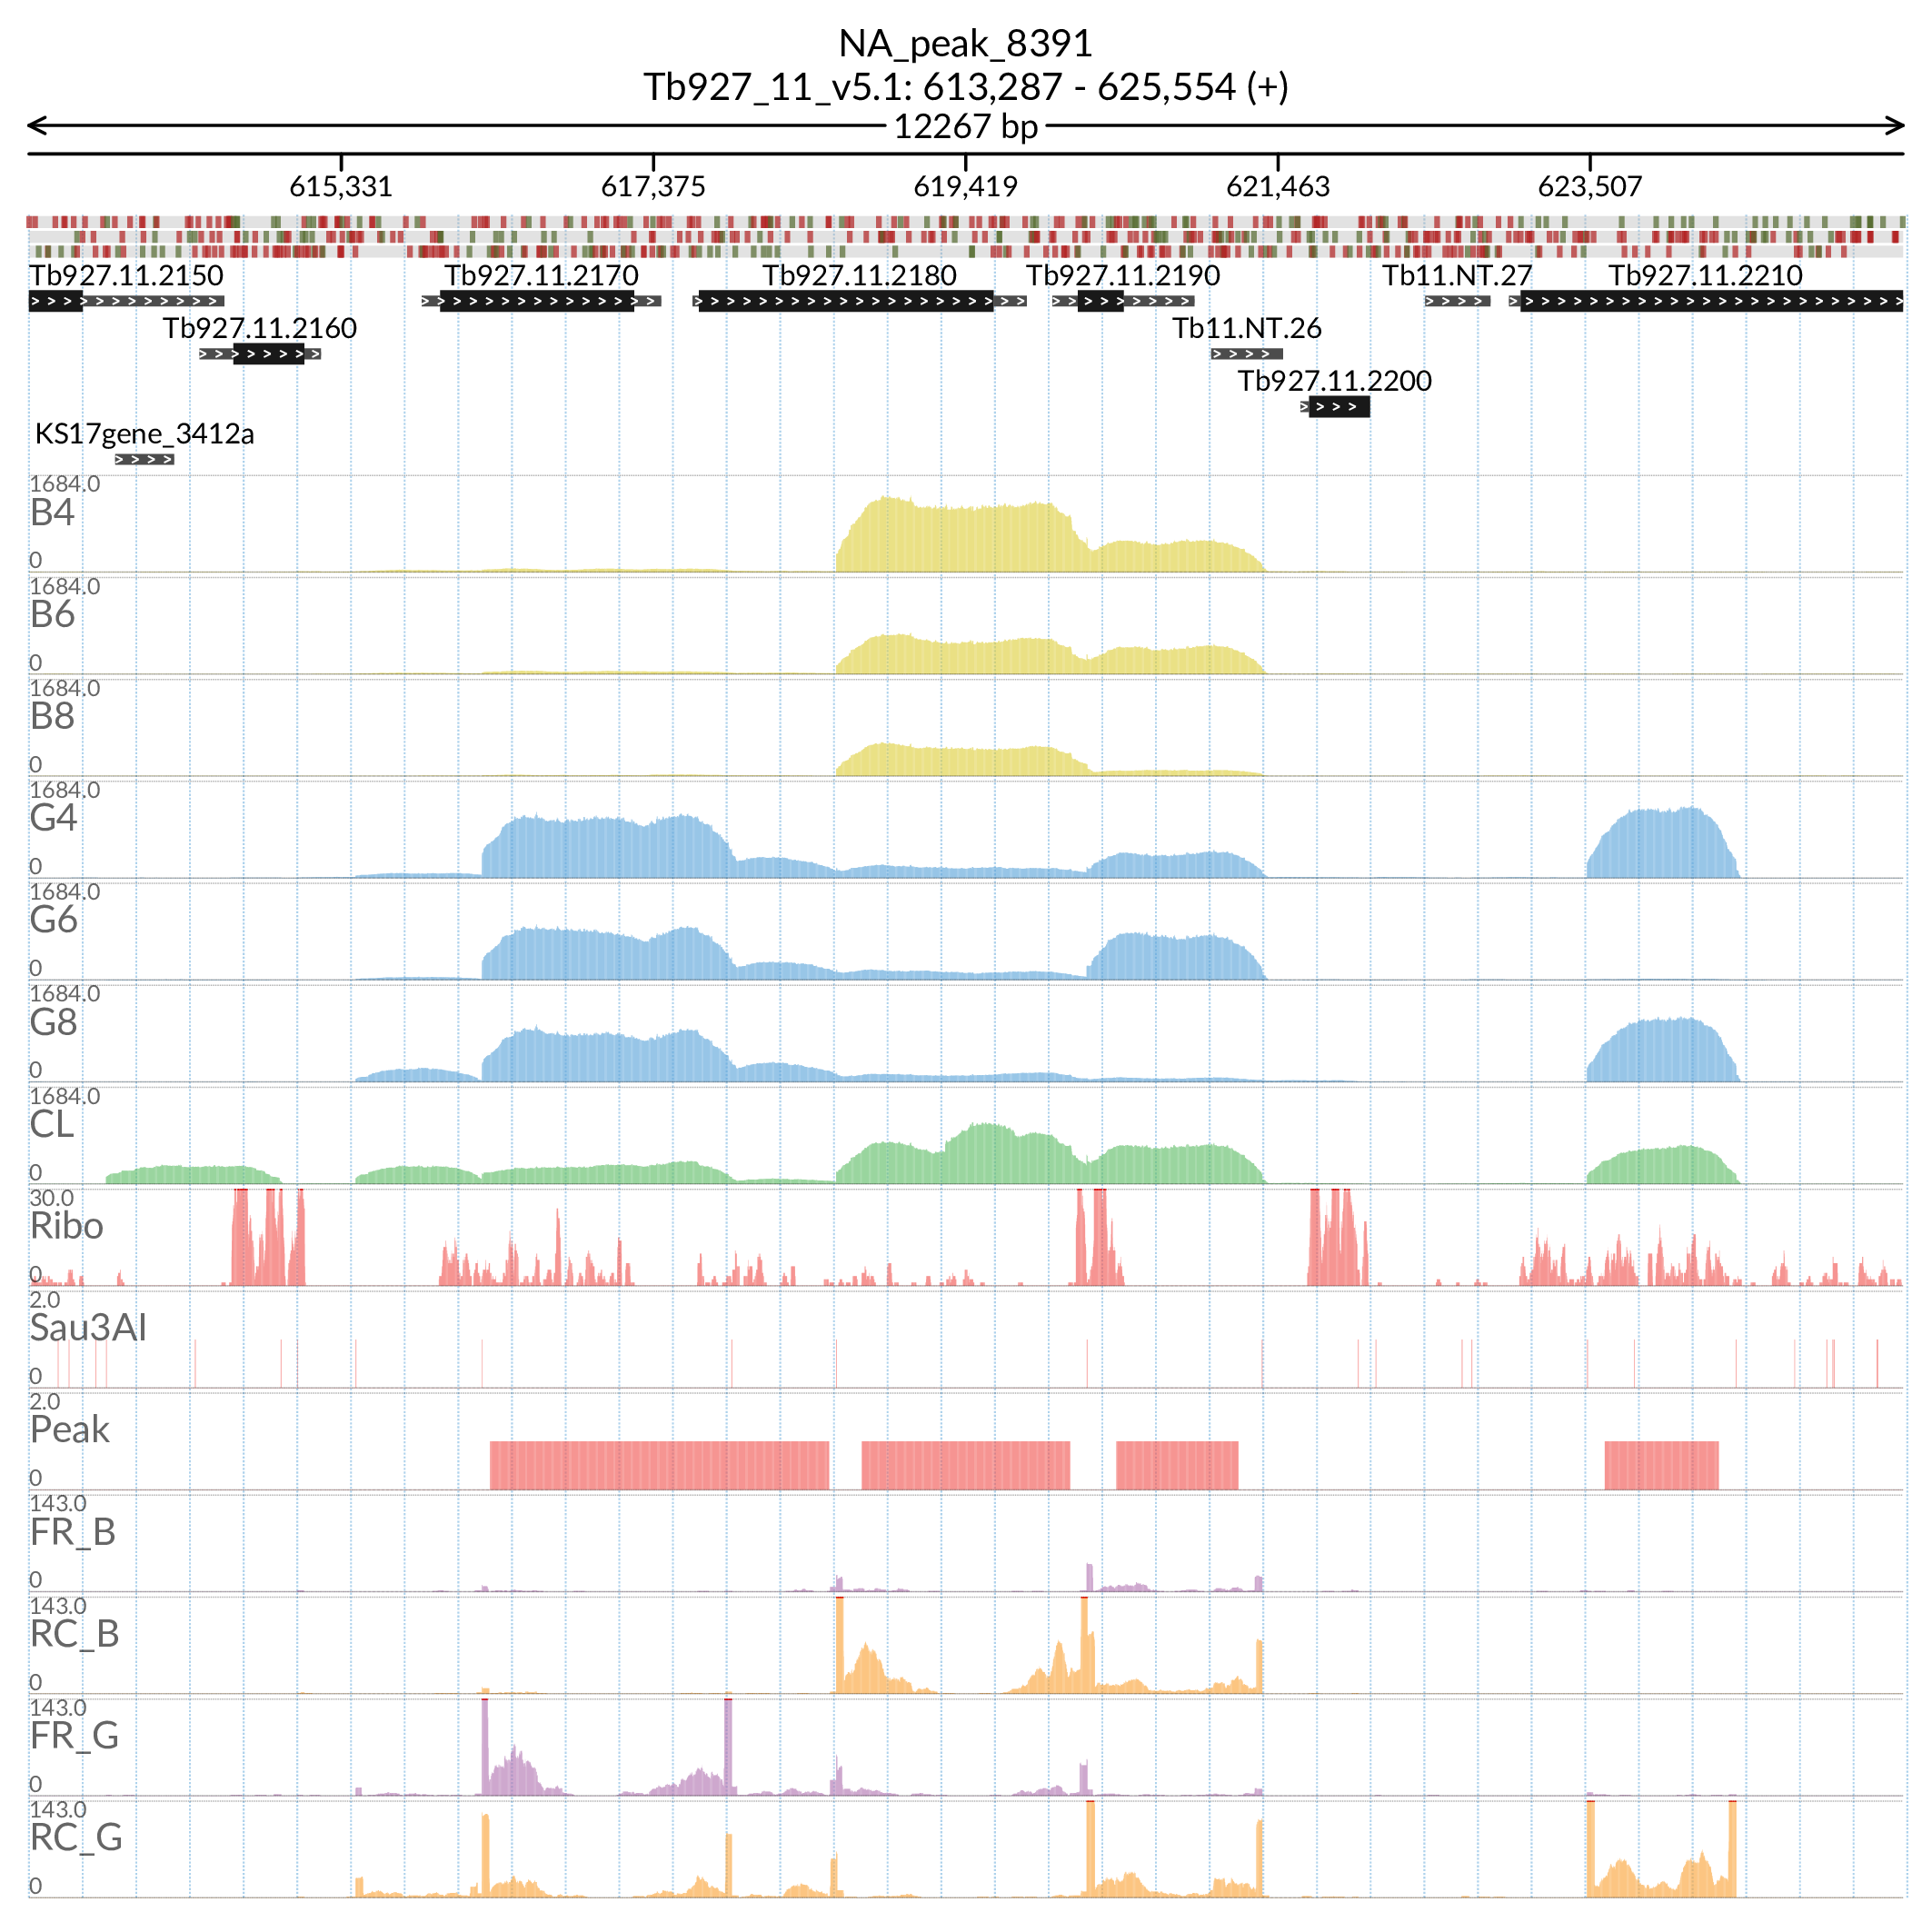 NA_peak_8391
Tb927_11_v5.1: 613,287 - 625,554 (+)
12267 bp
615,331 617,375 619,419 621,463 623,507
Tb927.11.2150 Tb927.11.2170 Tb927.11.2180 Tb927.11.2190 Tb11.NT.27 Tb927.11.2210
Tb927.11.2160 Tb11.NT.26
Tb927.11.2200
KS17gene_3412a
1684.0
B4
0
1684.0
B6
0
1684.0
B8
0
1684.0
G4
0
1684.0
G6
0
1684.0
G8
0
1684.0
CL
0
30.0
Ribo
0
2.0
Sau3AI
0
2.0
Peak
0
143.0
FR_B
0
143.0
RC_B
0
143.0
FR_G
0
143.0
RC_G
0